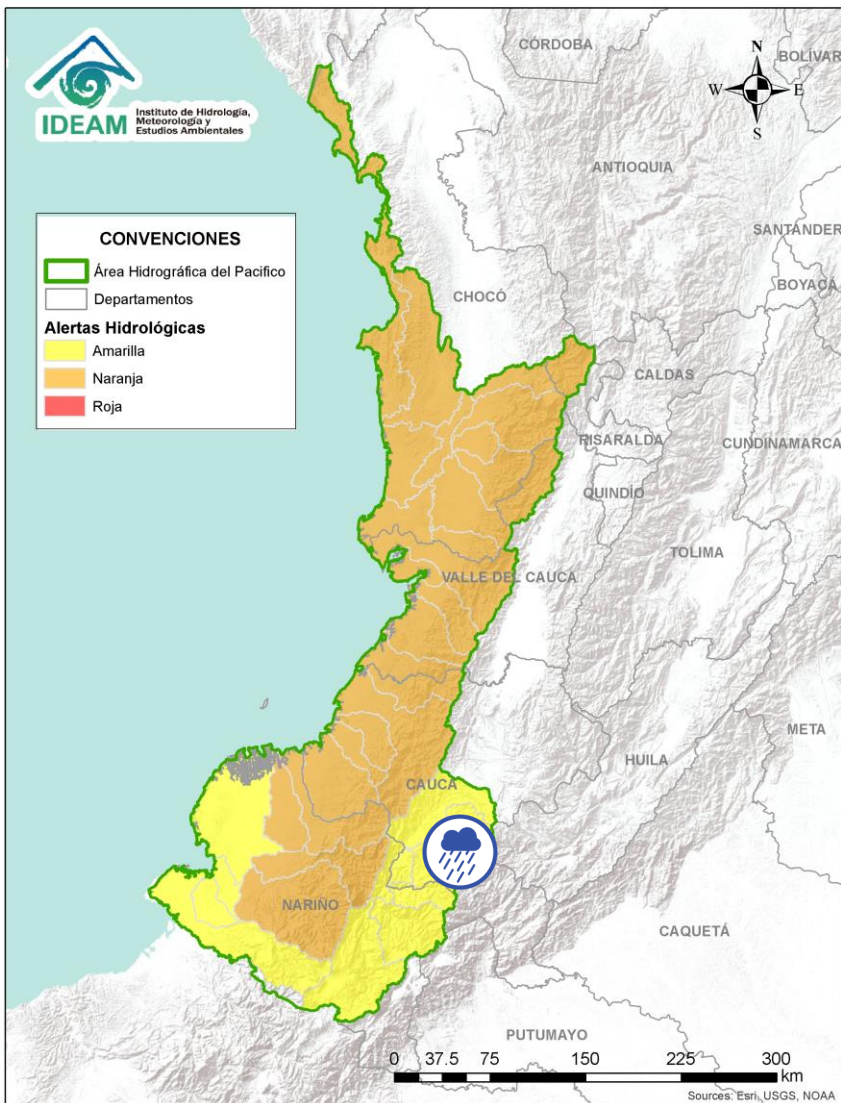 IDEAM
Instituto de Hidrología,
Meteorología y
Estudios Ambientales
CÓRDOBA
BOLÍVAR
N
W
E
S
ANTIOQUIA
SANTANDER
BOYACÁ
CONVENCIONES
Área Hidrográfica del Pacifico
Departamentos
Alertas Hidrológicas
Amarilla
Naranja
Roja
CHOCÓ
CALDAS
RISARALDA
CUNDINAMARCA
QUINDÍO
TOLIMA
VALLE DEL CAUCA
META
HUILA
CAUCA
NARIÑO
CAQUETÁ
PUTUMAYO
0 37.5 75 150 225 300
km
Sources: Esri, USGS, NOAA